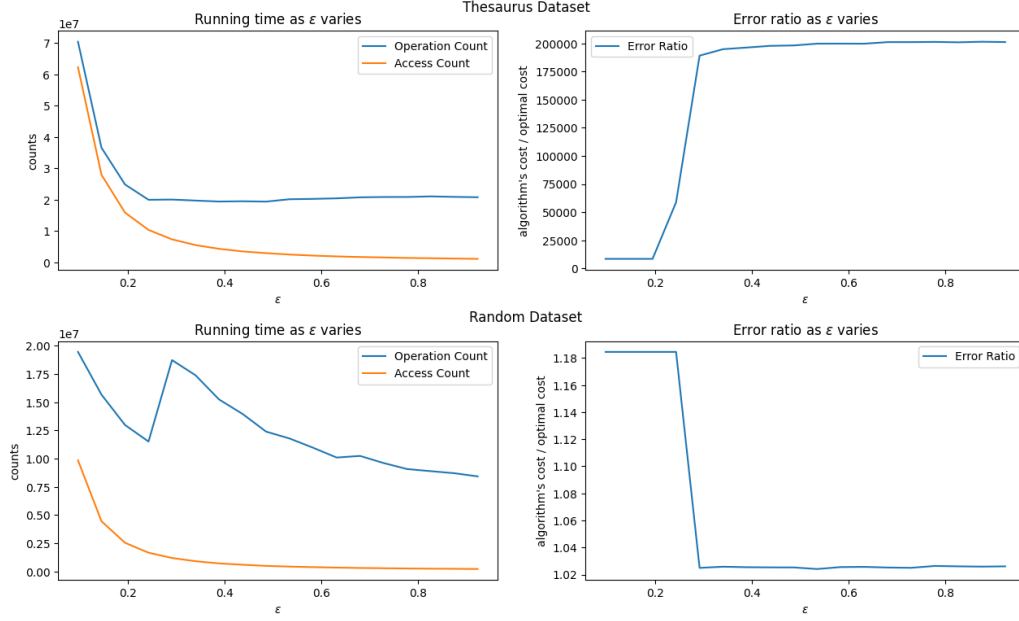 Thesaurus Dataset
Running time as ε varies
1e7
7
6
5
4
3
2
1
0
counts
0.2
0.4
0.6
0.8
ε
Operation Count
Access Count
Error ratio as ε varies
200000
175000
150000
125000
100000
75000
50000
25000
0
algorithm's cost / optimal cost
0.2
0.4
0.6
0.8
ε
Error Ratio
Random Dataset
Running time as ε varies
1e7
2.00
1.75
1.50
1.25
1.00
0.75
0.50
0.25
0.00
counts
0.2
0.4
0.6
0.8
ε
Operation Count
Access Count
Error ratio as ε varies
1.18
1.16
1.14
1.12
1.10
1.08
1.06
1.04
1.02
algorithm's cost / optimal cost
0.2
0.4
0.6
0.8
ε
Error Ratio